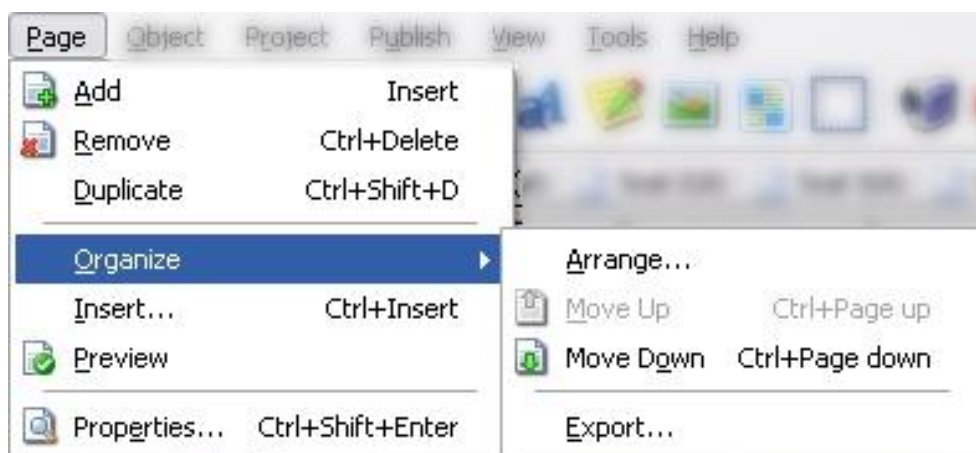 Page Object Project Publish View Tools Help
Add Insert
Remove Ctrl+Delete
Duplicate Ctrl+Shift+D
Organize
Insert... Ctrl+Insert
Preview
Properties... Ctrl+Shift+Enter
Arrange...
Move Up Ctrl+Page up
Move Down Ctrl+Page down
Export...